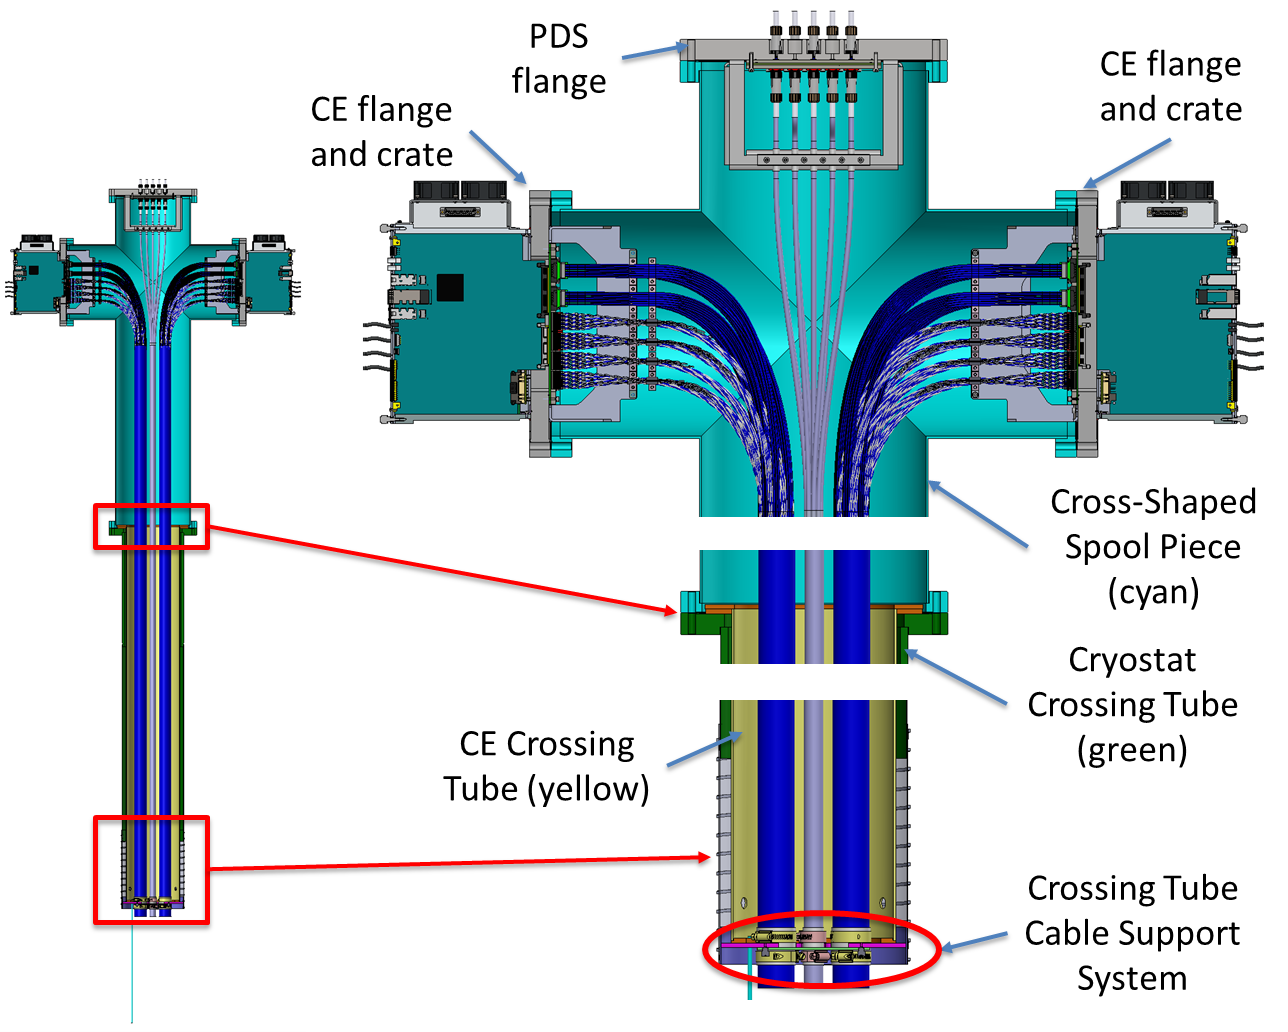 PDS
flange
CE flange
and crate
CE flange
and crate
Cross-Shaped
Spool Piece
(cyan)
Cryostat
Crossing Tube
(green)
CE Crossing
Tube (yellow)
Crossing Tube
Cable Support
System